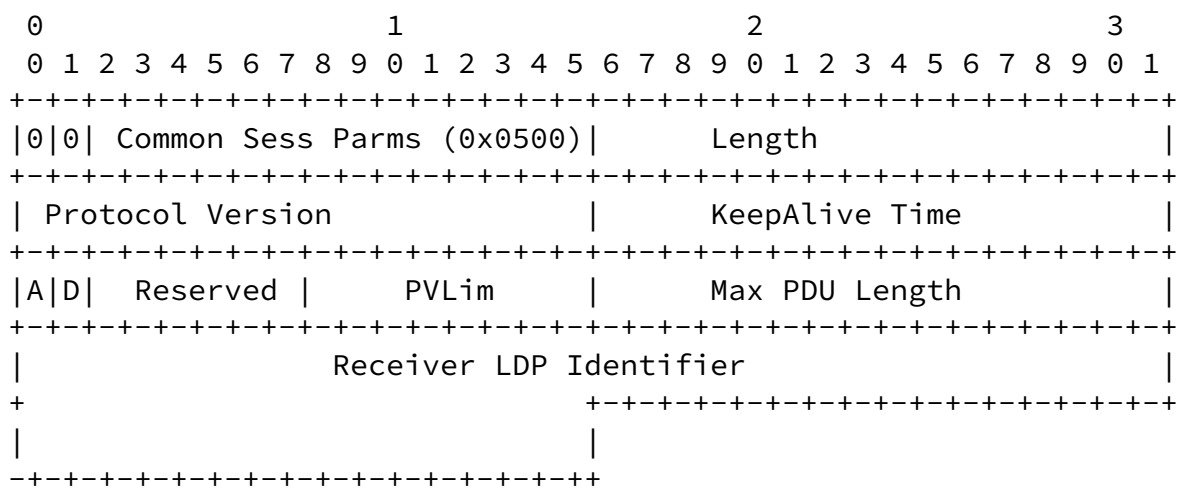 0                   1                   2                   3
 0 1 2 3 4 5 6 7 8 9 0 1 2 3 4 5 6 7 8 9 0 1 2 3 4 5 6 7 8 9 0 1
+-+-+-+-+-+-+-+-+-+-+-+-+-+-+-+-+-+-+-+-+-+-+-+-+-+-+-+-+-+-+-+-+
|0|0| Common Sess Parms (0x0500)|      Length                   |
+-+-+-+-+-+-+-+-+-+-+-+-+-+-+-+-+-+-+-+-+-+-+-+-+-+-+-+-+-+-+-+-+
| Protocol Version              |      KeepAlive Time           |
+-+-+-+-+-+-+-+-+-+-+-+-+-+-+-+-+-+-+-+-+-+-+-+-+-+-+-+-+-+-+-+-+
|A|D|  Reserved |     PVLim     |      Max PDU Length           |
+-+-+-+-+-+-+-+-+-+-+-+-+-+-+-+-+-+-+-+-+-+-+-+-+-+-+-+-+-+-+-+-+
|                 Receiver LDP Identifier                       |
+                               +-+-+-+-+-+-+-+-+-+-+-+-+-+-+-+-+
|                               |
-+-+-+-+-+-+-+-+-+-+-+-+-+-+-+-++